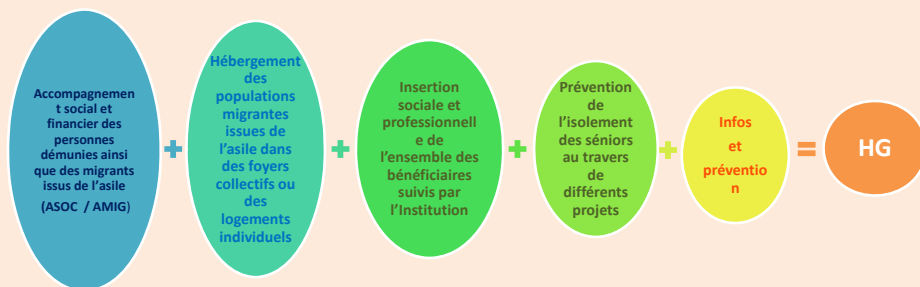 Accompagnemen
t social et
financier des
personnes
démunies ainsi
que des migrants
issus de l'asile
(ASOC / AMIG)
+
Hébergement
des
populations
migrantes
issues de
l'asile dans
des foyers
collectifs ou
des
logements
individuels
+
Insertion
sociale et
professionnell
e de
l'ensemble des
bénéficiaires
suivis par
l'Institution
+
Prévention
de
l'isolement
des séniors
au travers
de
différents
projets
+
Infos
et
préventio
n
=
HG